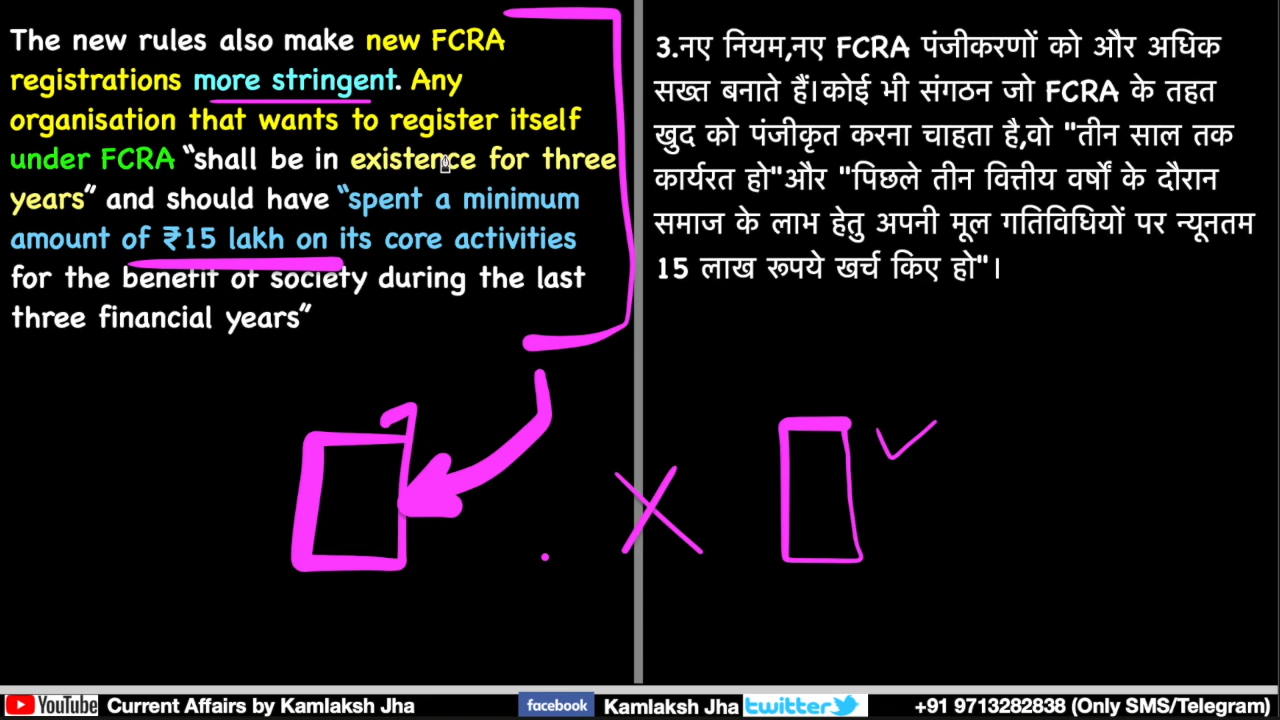 The new rules also make new FCRA
registrations more stringent. Any
organisation that wants to register itself
under FCRA “shall be in existence for three
years” and should have “spent a minimum
amount of ₹15 lakh on its core activities
for the benefit of society during the last
three financial years”
3.नए नियम,नए FCRA पंजीकरणों को और अधिक
सख्त बनाते हैं।कोई भी संगठन जो FCRA के तहत
खुद को पंजीकृत करना चाहता है,वो "तीन साल तक
कार्यरत हो"और "पिछले तीन वित्तीय वर्षों के दौरान
समाज के लाभ हेतु अपनी मूल गतिविधियों पर न्यूनतम
15 लाख रूपये खर्च किए हो"।
YouTube Current Affairs by Kamlaksh Jha facebook Kamlaksh Jha twitter +91 9713282838 (Only SMS/Telegram)